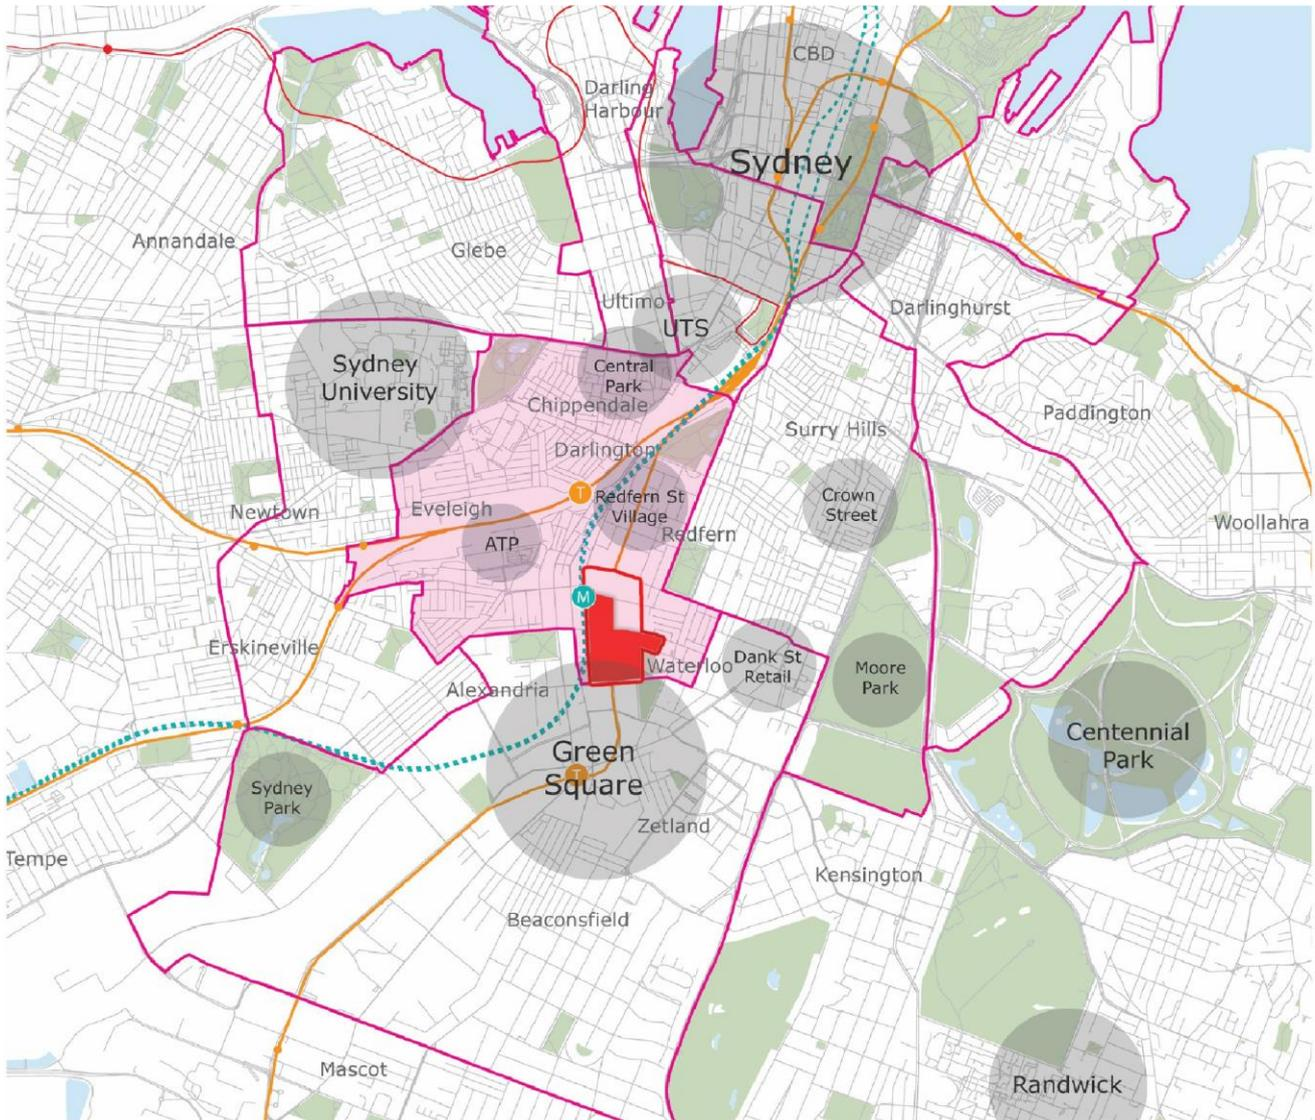 CBD
Darling
Harbour
Sydney
Annandale
Glebe
Ultimo
Darlinghurst
UTS
Sydney
University
Central
Park
Chippendale
Paddington
Surry Hills
Darlington
T
Redfern St
Village
Crown
Street
Eveleigh
Newtown
Woollahra
Redfern
ATP
M
Erskineville
Waterloo
Dank St
Retail
Moore
Park
Alexandria
Centennial
Park
Green
Square
T
Sydney
Park
Zetland
Tempe
Kensington
Beaconsfield
Mascot
Randwick